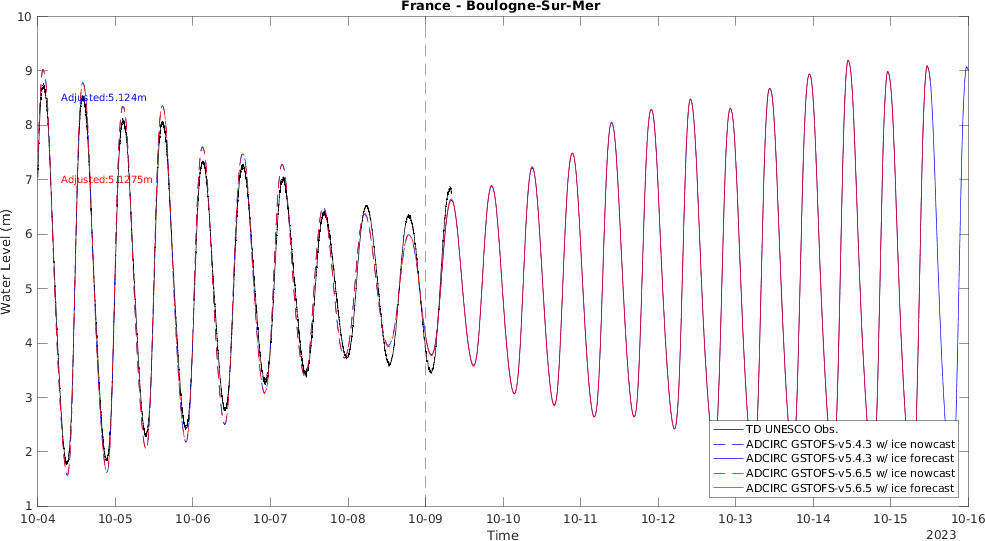 France - Boulogne-Sur-Mer
Water Level (m)
10
9
8
7
6
5
4
3
2
1
Adjusted:5.124m
Adjusted:5.1275m
TD UNESCO Obs.
ADCIRC GSTOFS-v5.4.3 w/ ice nowcast
ADCIRC GSTOFS-v5.4.3 w/ ice forecast
ADCIRC GSTOFS-v5.6.5 w/ ice nowcast
ADCIRC GSTOFS-v5.6.5 w/ ice forecast
10-04 10-05 10-06 10-07 10-08 10-09 10-10 10-11 10-12 10-13 10-14 10-15 10-16
Time
2023